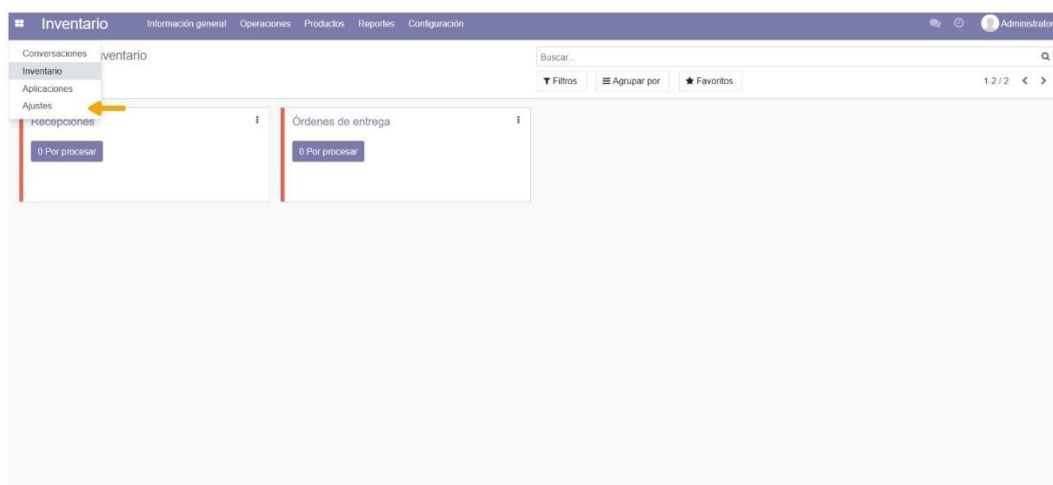 Inventario Información general Operaciones Productos Reportes Configuración Administrator
Conversaciones
Inventario
Aplicaciones
Ajustes
ventario
Buscar...
Filtros Agrupar por Favoritos 1-2 / 2
Recepciones
0 Por procesar
Órdenes de entrega
0 Por procesar